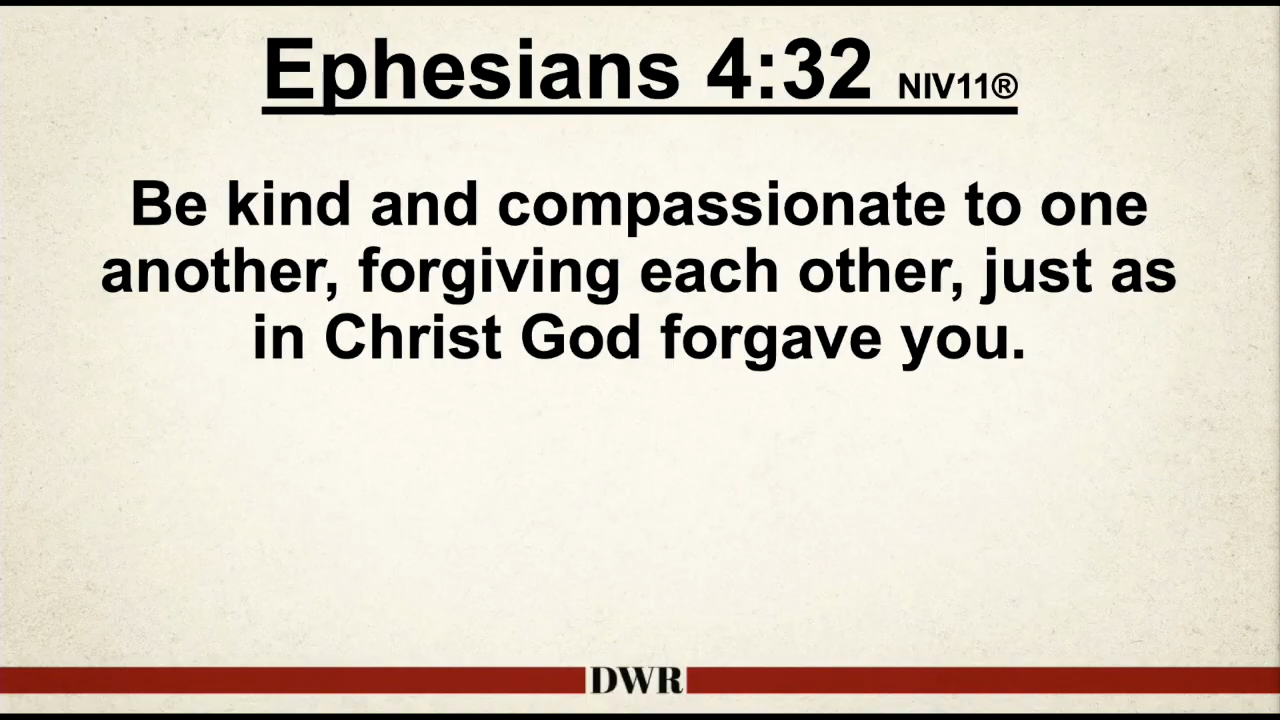 Ephesians 4:32 NIV11®
Be kind and compassionate to one
another, forgiving each other, just as
in Christ God forgave you.
DWR